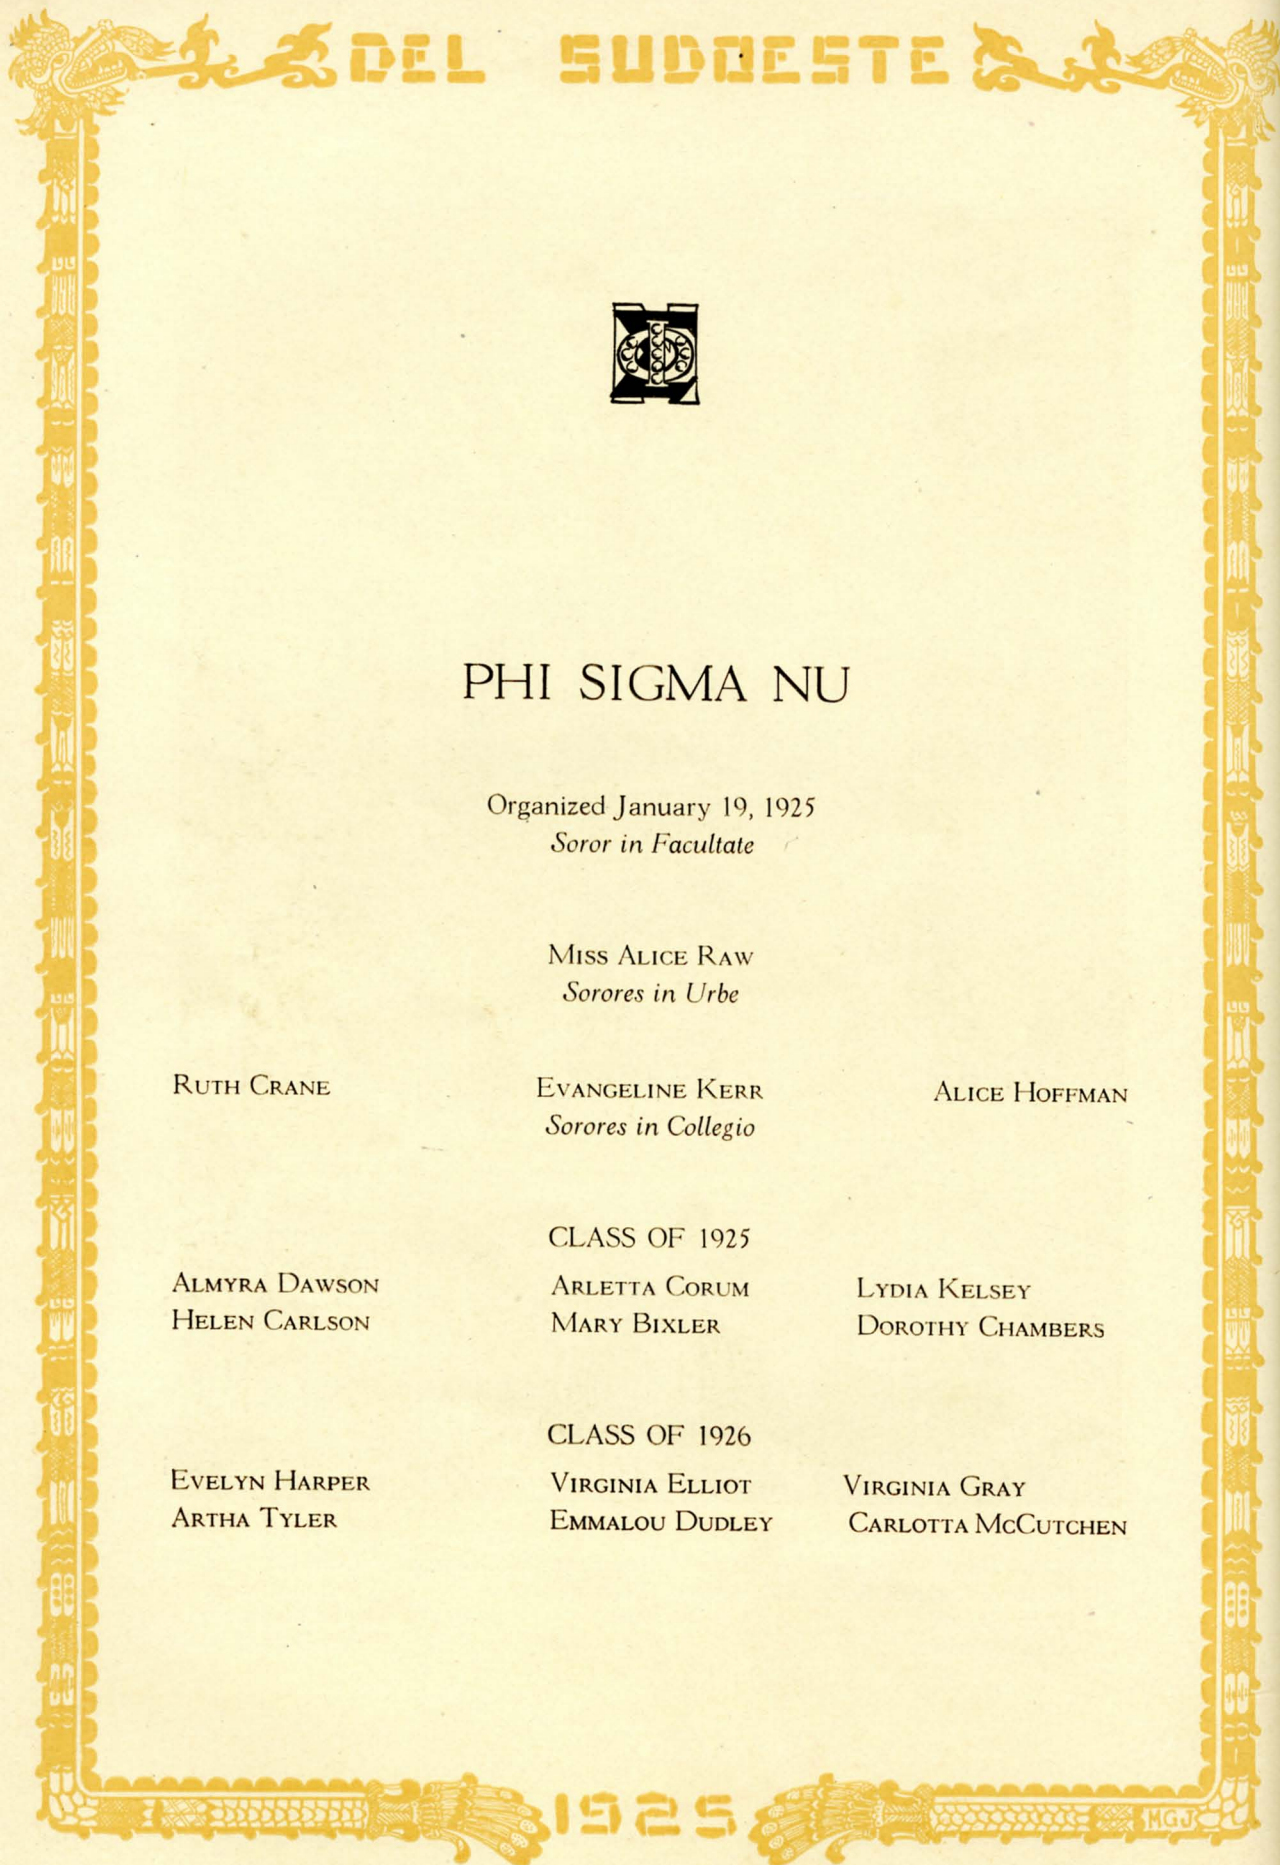 DEL SUDOESTE
PHI SIGMA NU
Organized January 19, 1925
Soror in Facultate
MISS ALICE RAW
Sorores in Urbe
RUTH CRANE EVANGELINE KERR ALICE HOFFMAN
Sorores in Collegio
CLASS OF 1925
ALMYRA DAWSON ARLETTA CORUM LYDIA KELSEY
HELEN CARLSON MARY BIXLER DOROTHY CHAMBERS
CLASS OF 1926
EVELYN HARPER VIRGINIA ELLIOT VIRGINIA GRAY
ARTHA TYLER EMMALOU DUDLEY CARLOTTA MCCUTCHEN
1925
MGJ